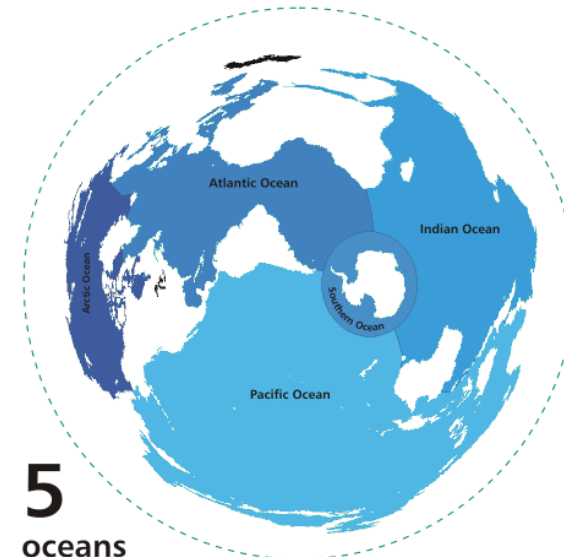 Atlantic Ocean
Indian Ocean
Arctic Ocean
Southern Ocean
Pacific Ocean
5
oceans